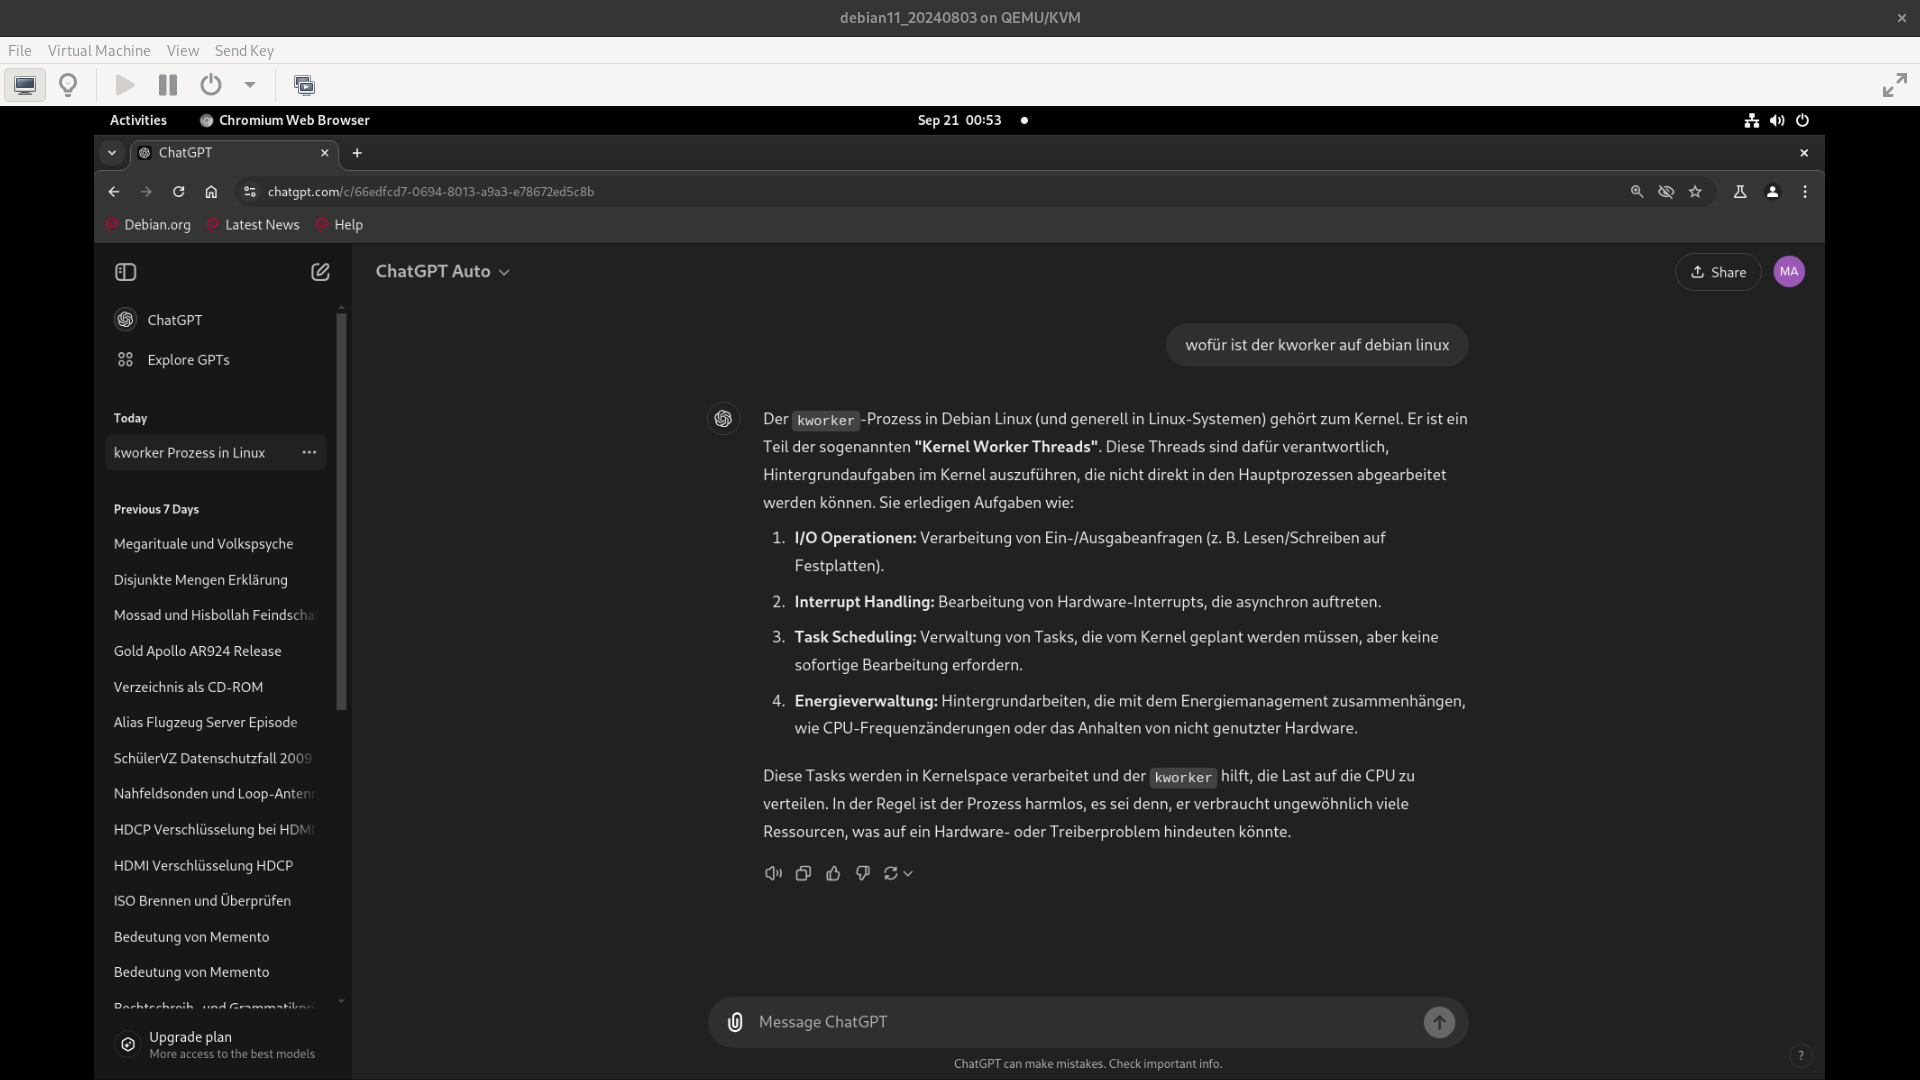 debian11_20240803 on QEMU/KVM
File Virtual Machine View Send Key
Activities Chromium Web Browser Sep 21 00:53
ChatGPT
chatgpt.com/c/66edfcd7-0694-8013-a9a3-e78672ed5c8b
Debian.org Latest News Help
ChatGPT Auto
Share
MA
ChatGPT
Explore GPTs
Today
kworker Prozess in Linux
Previous 7 Days
Megarituale und Volkspsyche
Disjunkte Mengen Erklärung
Mossad und Hisbollah Feindscha
Gold Apollo AR924 Release
Verzeichnis als CD-ROM
Alias Flugzeug Server Episode
SchülerVZ Datenschutzfall 2009
Nahfeldsonden und Loop-Antenn
HDCP Verschlüsselung bei HDMI
HDMI Verschlüsselung HDCP
ISO Brennen und Überprüfen
Bedeutung von Memento
Bedeutung von Memento
Rechtschreib- und Grammatikprü
Upgrade plan
More access to the best models
wofür ist der kworker auf debian linux
Der kworker-Prozess in Debian Linux (und generell in Linux-Systemen) gehört zum Kernel. Er ist ein
Teil der sogenannten "Kernel Worker Threads". Diese Threads sind dafür verantwortlich,
Hintergrundaufgaben im Kernel auszuführen, die nicht direkt in den Hauptprozessen abgearbeitet
werden können. Sie erledigen Aufgaben wie:
1. I/O Operationen: Verarbeitung von Ein-/Ausgabeanfragen (z. B. Lesen/Schreiben auf
Festplatten).
2. Interrupt Handling: Bearbeitung von Hardware-Interrupts, die asynchron auftreten.
3. Task Scheduling: Verwaltung von Tasks, die vom Kernel geplant werden müssen, aber keine
sofortige Bearbeitung erfordern.
4. Energieverwaltung: Hintergrundarbeiten, die mit dem Energiemanagement zusammenhängen,
wie CPU-Frequenzänderungen oder das Anhalten von nicht genutzter Hardware.
Diese Tasks werden in Kernelspace verarbeitet und der kworker hilft, die Last auf die CPU zu
verteilen. In der Regel ist der Prozess harmlos, es sei denn, er verbraucht ungewöhnlich viele
Ressourcen, was auf ein Hardware- oder Treiberproblem hindeuten könnte.
Message ChatGPT
ChatGPT can make mistakes. Check important info.
?